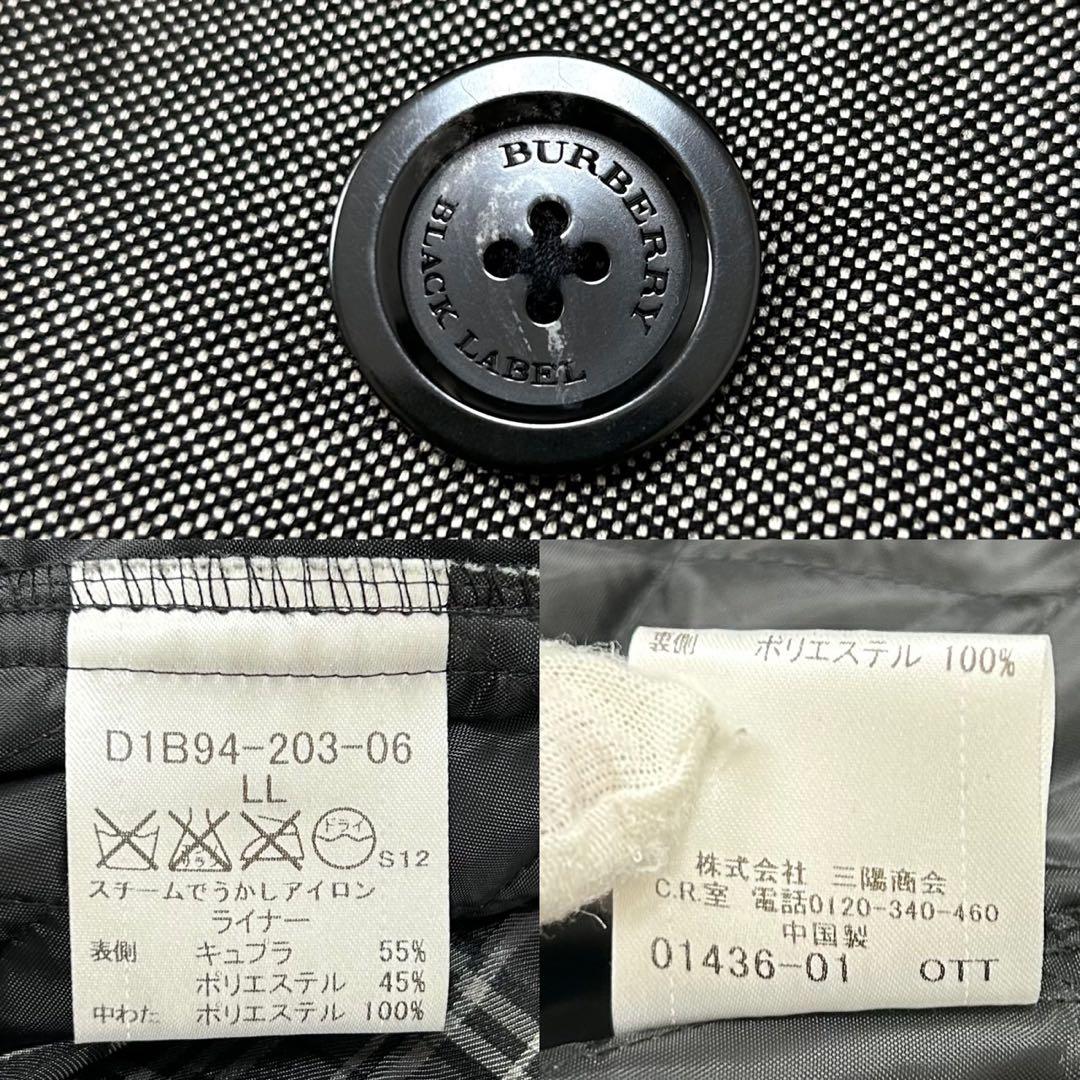 BURBERRY
BLACK LABEL
D1B94-203-06
LL
ドライ
S12
スチームでうかしアイロン
ライナー
表側 キュプラ 55%
ポリエステル 45%
中わた ポリエステル 100%
裏側 ポリエステル 100%
株式会社 三陽商会
C.R.室 電話0120-340-460
中国製
01436-01 OTT